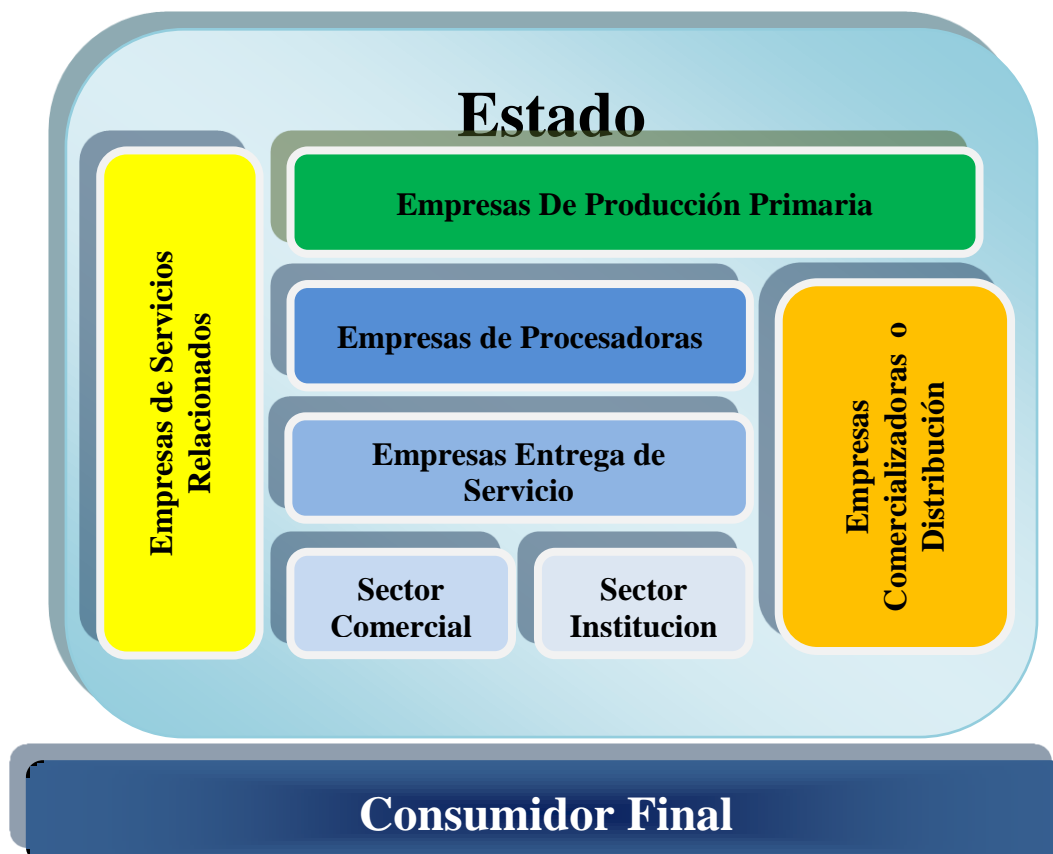 Estado
Empresas de Servicios
Relacionados
Empresas De Producción Primaria
Empresas de Procesadoras
Empresas Entrega de
Servicio
Sector
Comercial
Sector
Institucion
Empresas
Comercializadoras o
Distribución
Consumidor Final